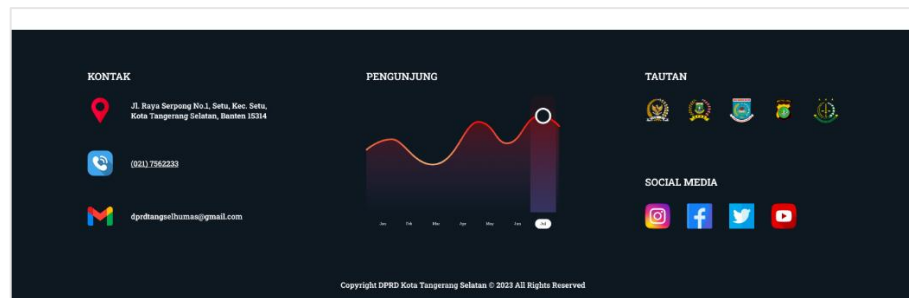 KONTAK
Jl. Raya Serpong No.1, Setu, Kec. Setu,
Kota Tangerang Selatan, Banten 15314
(021) 7562233
dprdtangselhumas@gmail.com
PENGUNJUNG
Jan Feb Mar Apr May Jun Jul
TAUTAN
SOCIAL MEDIA
Copyright DPRD Kota Tangerang Selatan © 2023 All Rights Reserved